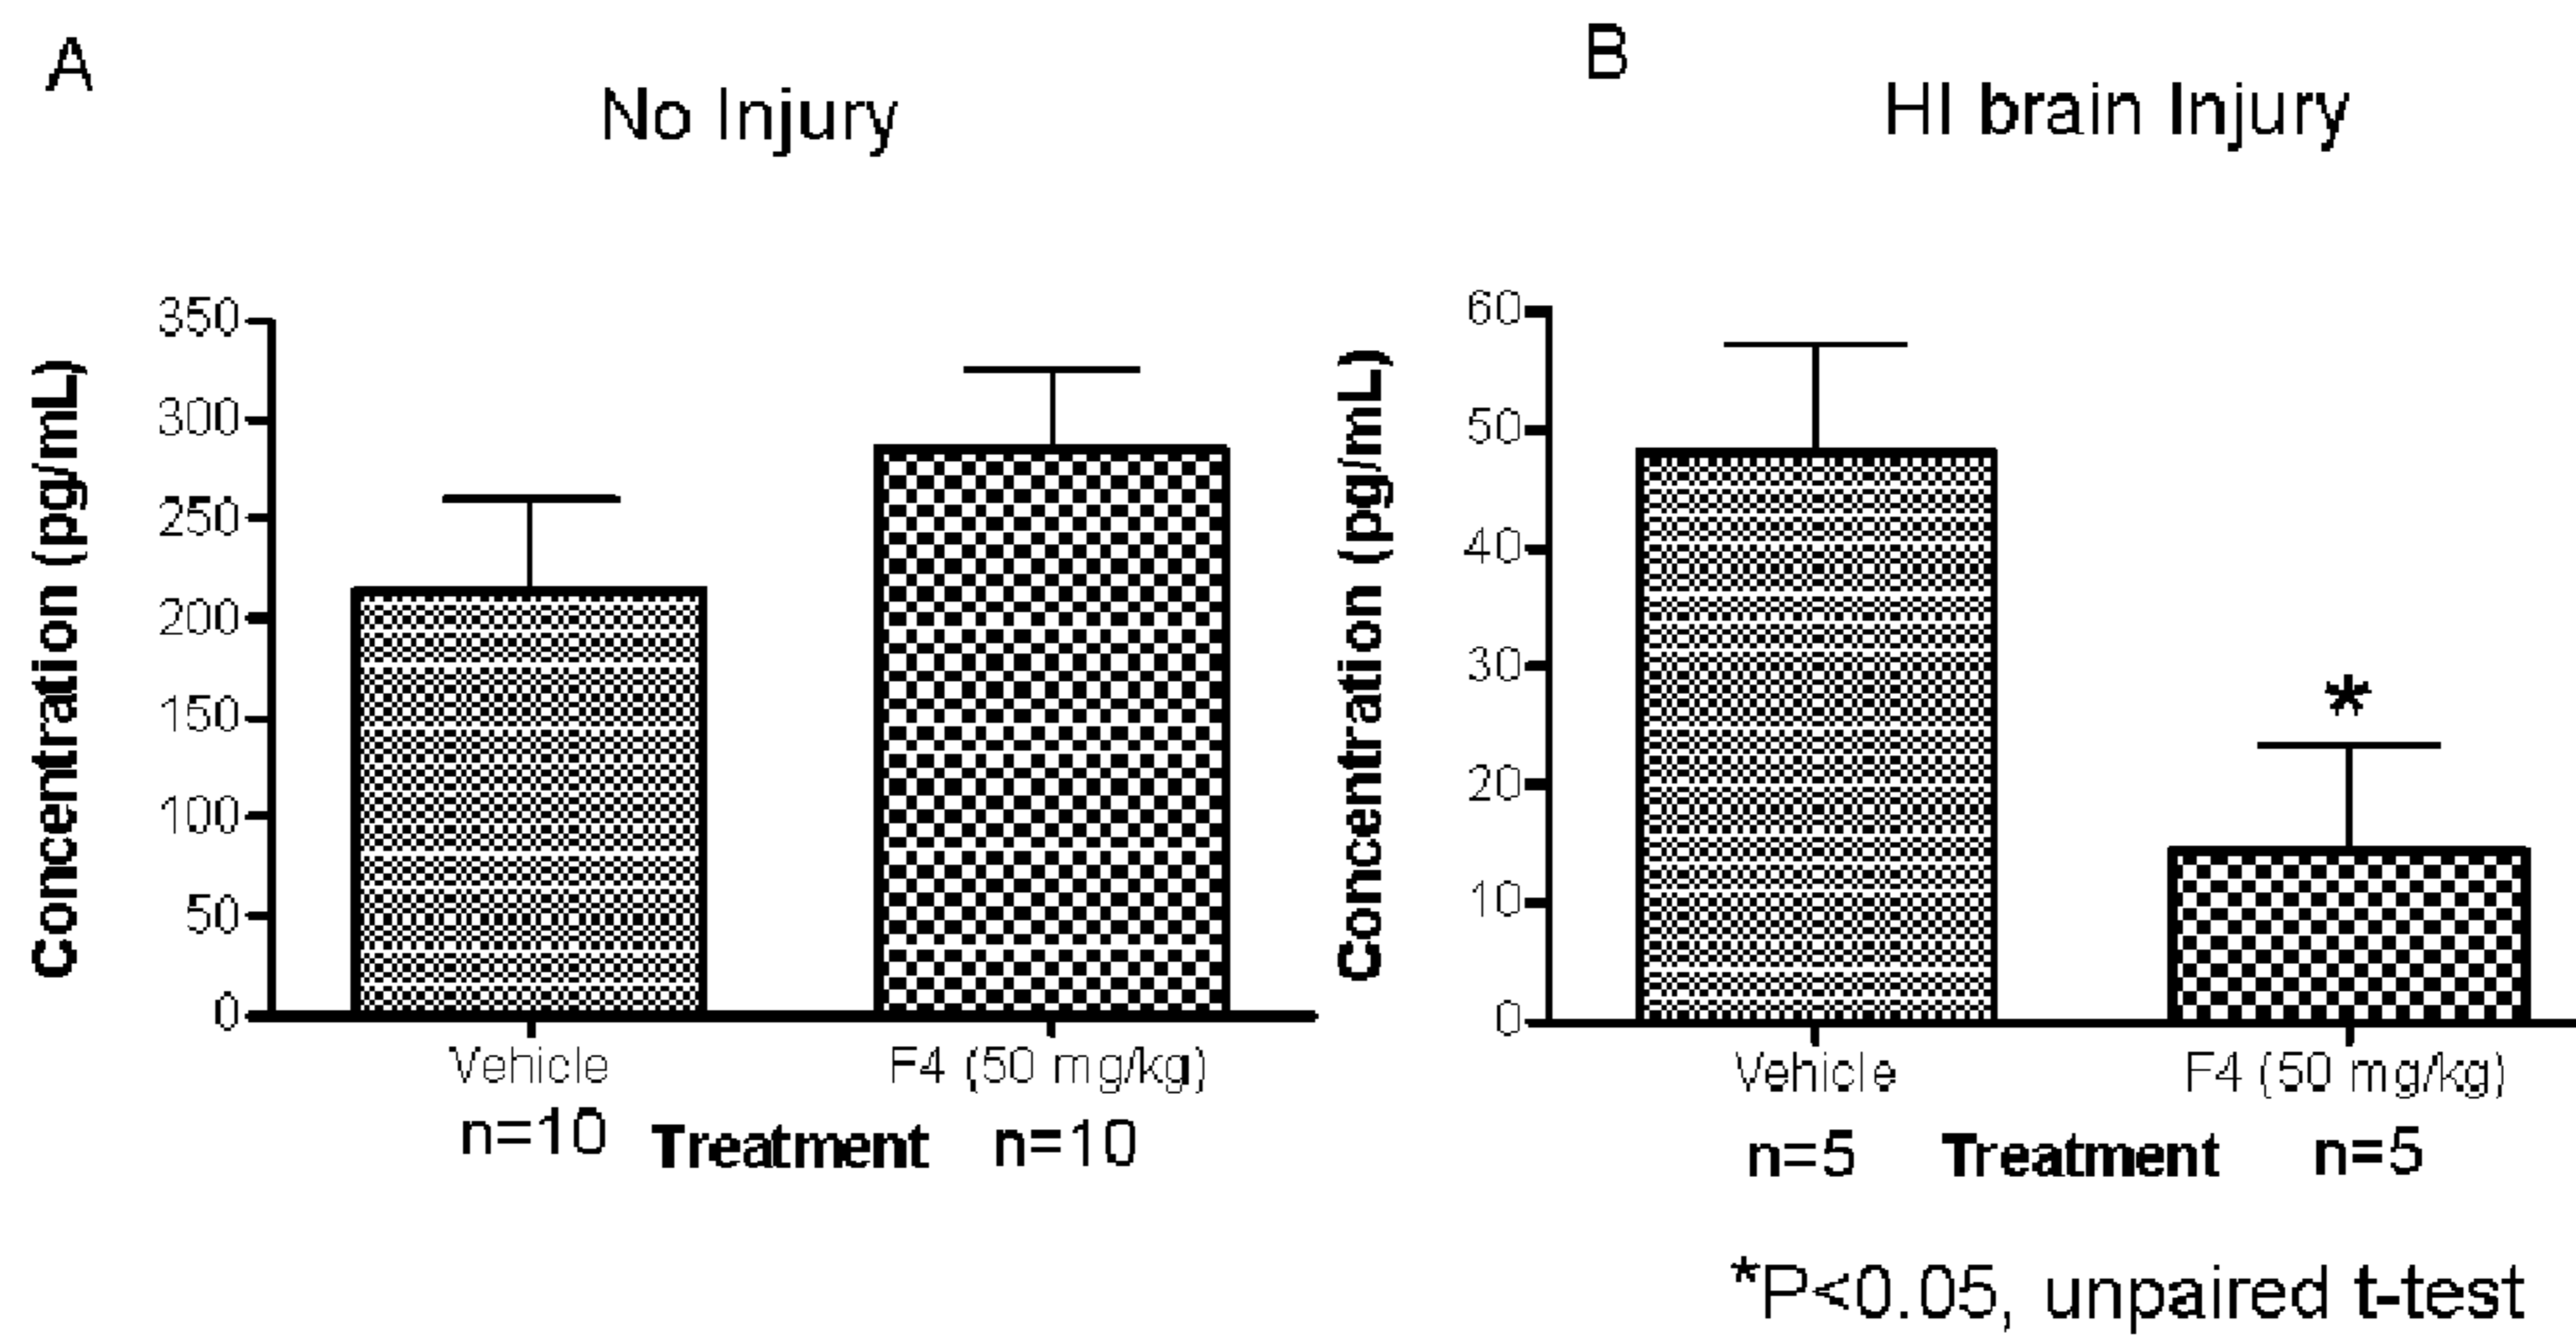 A
No Injury
Concentration (pg/mL)
350
300
250
200
150
100
50
0
Vehicle
F4 (50 mg/kg)
n=10 Treatment n=10
B
HI brain Injury
Concentration (pg/mL)
60
50
40
30
20
10
0
*
Vehicle
F4 (50 mg/kg)
n=5 Treatment n=5
*P<0.05, unpaired t-test